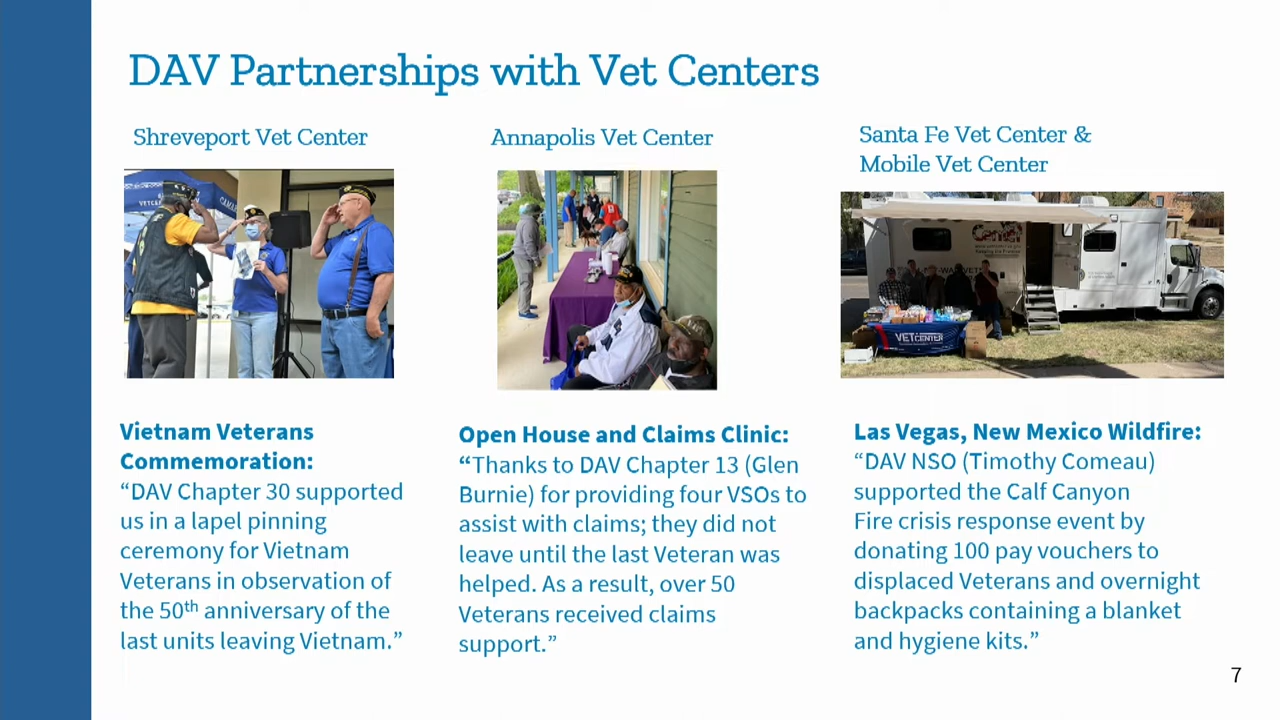 DAV Partnerships with Vet Centers
Shreveport Vet Center
Annapolis Vet Center
Santa Fe Vet Center &
Mobile Vet Center
VETCENTER
Vietnam Veterans
Commemoration:
“DAV Chapter 30 supported
us in a lapel pinning
ceremony for Vietnam
Veterans in observation of
the 50th anniversary of the
last units leaving Vietnam.”
Open House and Claims Clinic:
“Thanks to DAV Chapter 13 (Glen
Burnie) for providing four VSOs to
assist with claims; they did not
leave until the last Veteran was
helped. As a result, over 50
Veterans received claims
support.”
Las Vegas, New Mexico Wildfire:
“DAV NSO (Timothy Comeau)
supported the Calf Canyon
Fire crisis response event by
donating 100 pay vouchers to
displaced Veterans and overnight
backpacks containing a blanket
and hygiene kits.”
7